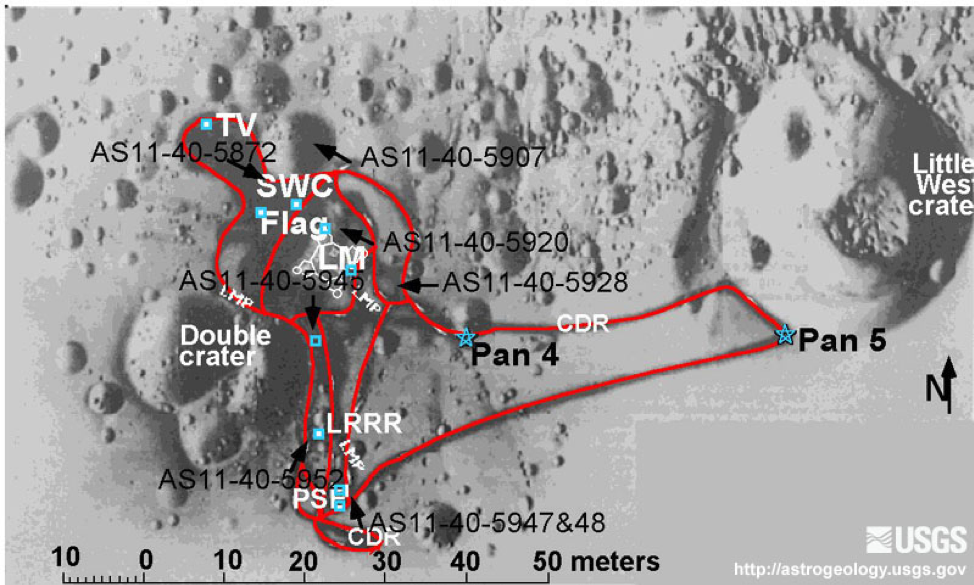 TV
AS11-40-5872
AS11-40-5907
SWC
Flag
AS11-40-5920
LM
AS11-40-5945
AS11-40-5928
LMP
LMP
Little
West
crate
Double
crater
CDR
Pan 4
Pan 5
N
LRRR
LMP
AS11-40-5952
PSE
AS11-40-5947&48
CDR
10 0 10 20 30 40 50 meters
USGS
http://astrogeology.usgs.gov